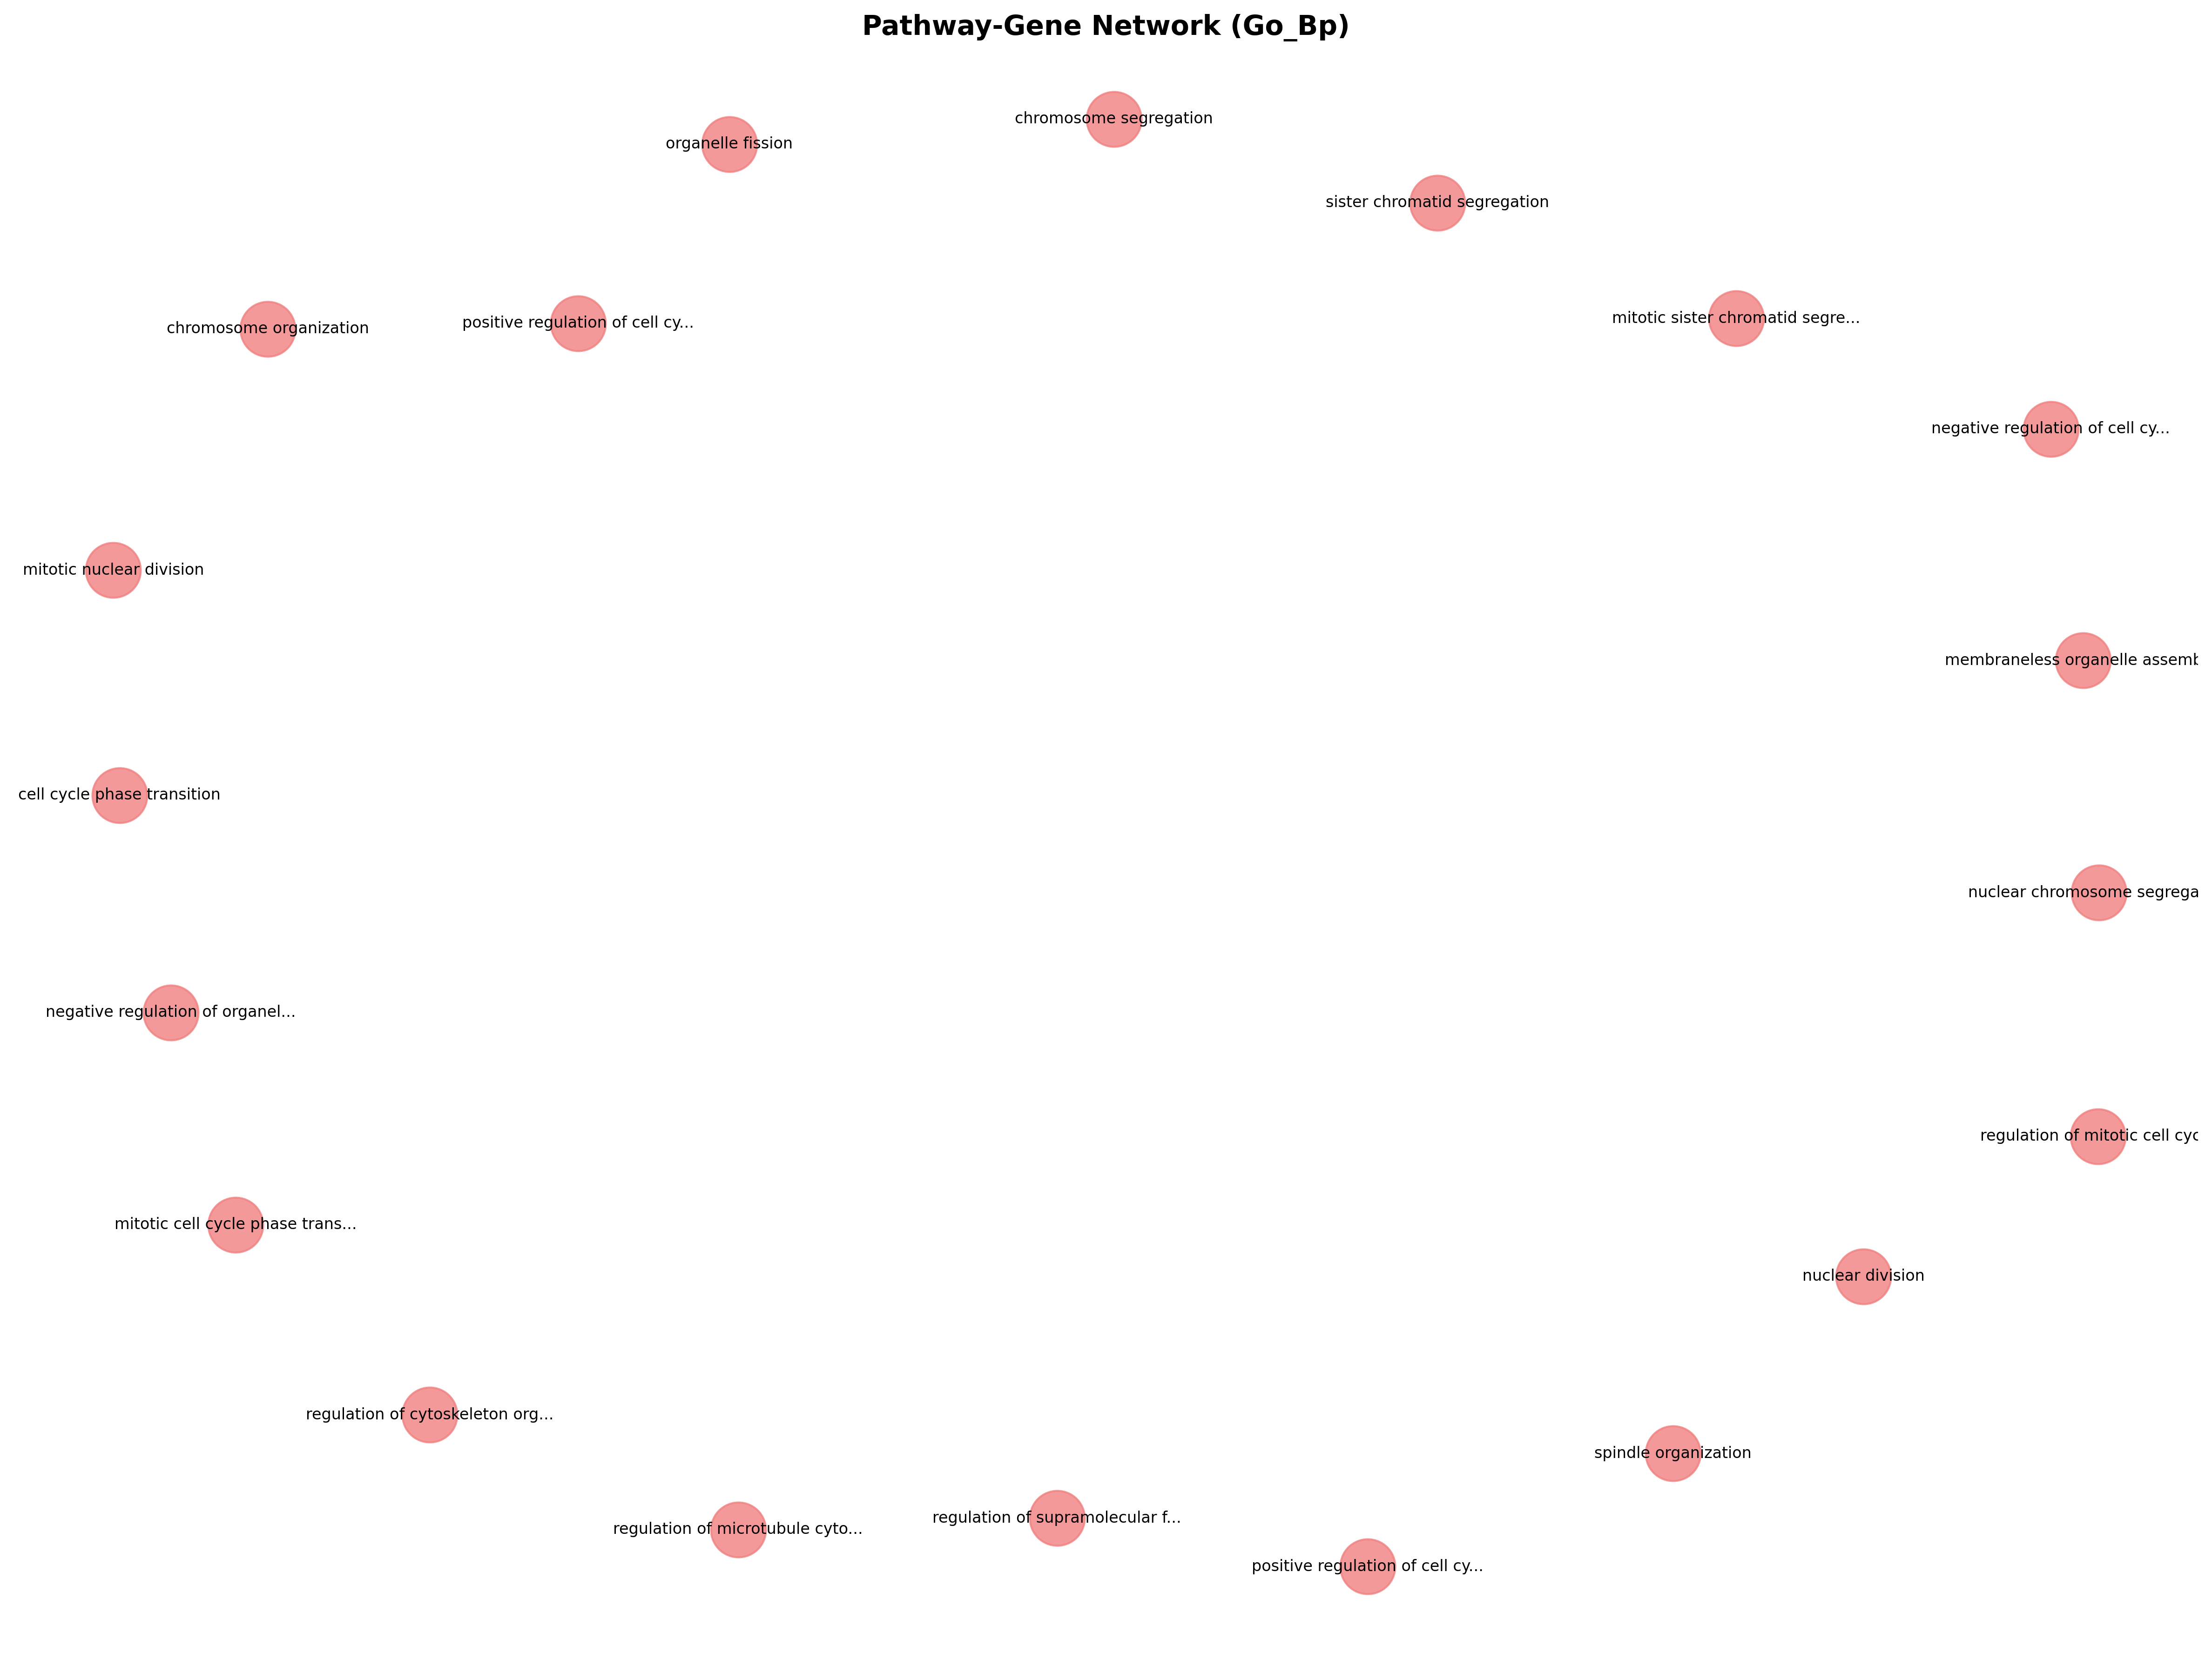 Pathway-Gene Network (Go_Bp)
chromosome segregation
organelle fission
sister chromatid segregation
mitotic sister chromatid segre...
positive regulation of cell cy...
chromosome organization
negative regulation of cell cy...
mitotic nuclear division
membraneless organelle assemb
cell cycle phase transition
nuclear chromosome segrega
negative regulation of organel...
regulation of mitotic cell cyc
mitotic cell cycle phase trans...
nuclear division
regulation of cytoskeleton org...
spindle organization
regulation of supramolecular f...
regulation of microtubule cyto...
positive regulation of cell cy...